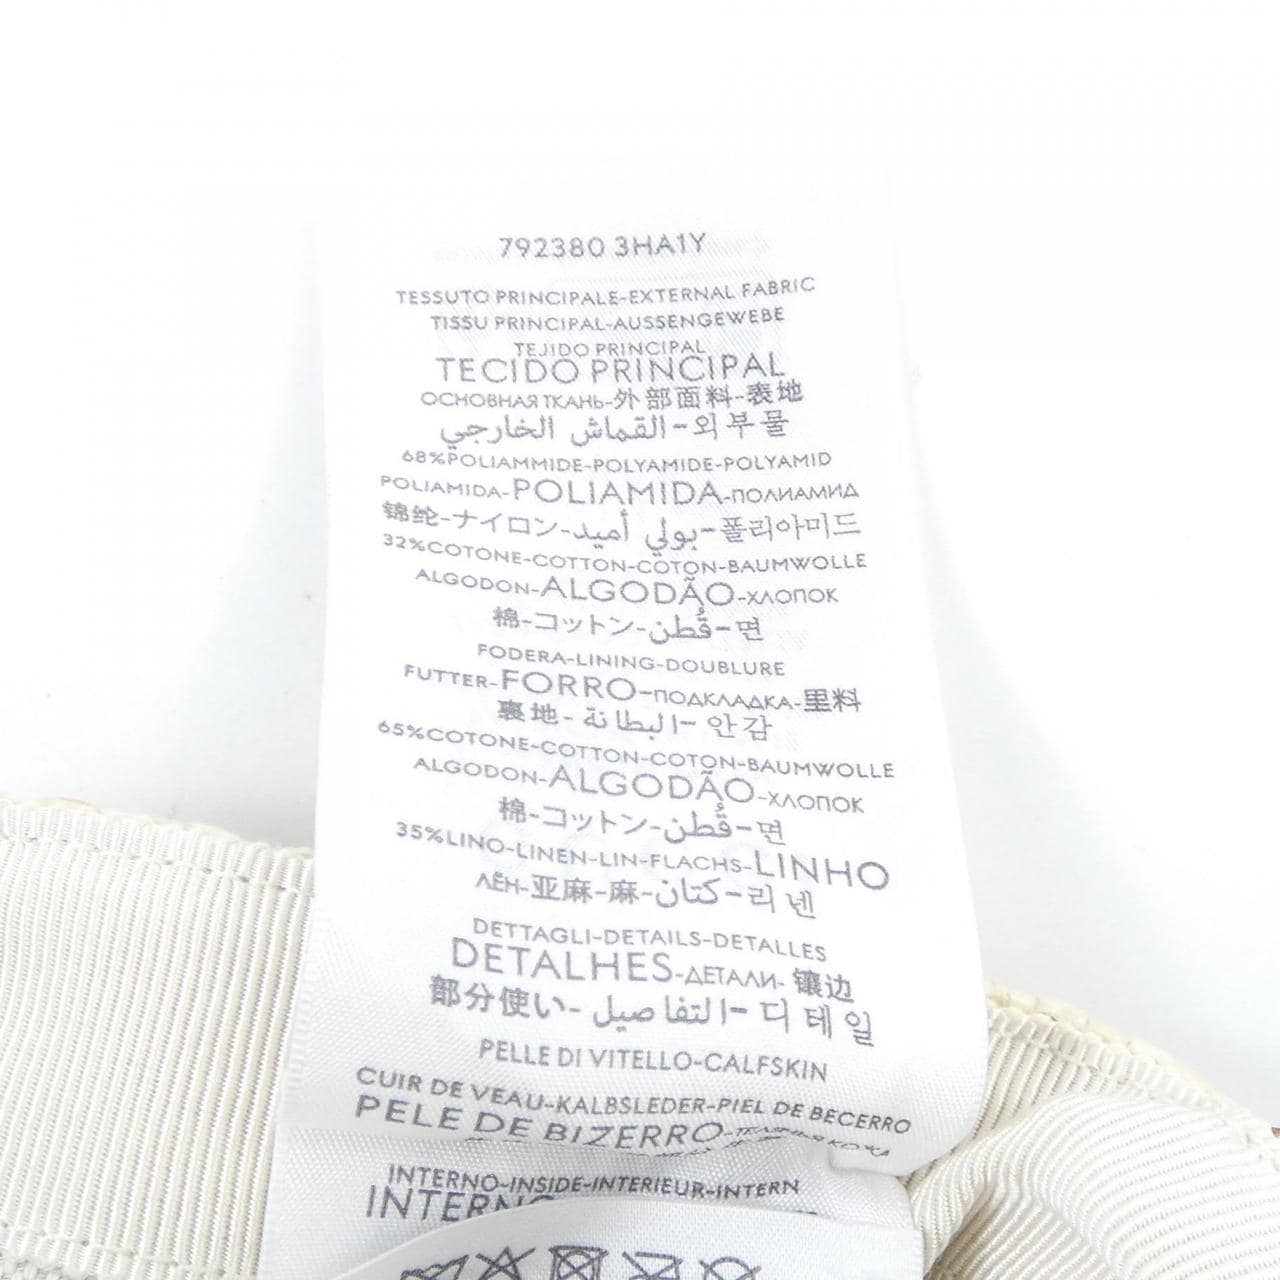 792380 3HA1Y
TESSUTO PRINCIPALE-EXTERNAL FABRIC
TISSU PRINCIPAL-AUSSENGEWEBE
TEJIDO PRINCIPAL
TECIDO PRINCIPAL
ОСНОВНАЯ ТКАНЬ-外部面料-表地
القماش الخارجي-외부물
68%POLIAMMIDE-POLYAMIDE-POLYAMID
POLIAMIDA-POLIAMIDA-ПОЛИАМИД
锦纶-ナイロン-بولي أميد-폴리아미드
32%COTONE-COTTON-COTON-BAUMWOLLE
ALGODON-ALGODÃO-ХЛОПОК
棉-コットン-قُطن-면
FODERA-LINING-DOUBLURE
FUTTER-FORRO-ПОДКЛАДКА-里料
裏地-البطانة-안감
65%COTONE-COTTON-COTON-BAUMWOLLE
ALGODON-ALGODÃO-ХЛОПОК
棉-コットン-قُطن-면
35%LINO-LINEN-LIN-FLACHS-LINHO
ЛЁН-亚麻-麻-كتان-리넨
DETTAGLI-DETAILS-DETALLES
DETALHES-ДЕТАЛИ-镶边
部分使い-التفاصيل-디테일
PELLE DI VITELLO-CALFSKIN
CUIR DE VEAU-KALBSLEDER-PIEL DE BECERRO
PELE DE BIZERRO-
INTERNO-INSIDE-INTERIEUR-INTERN